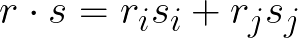 r · s = r_i s_i + r_j s_j